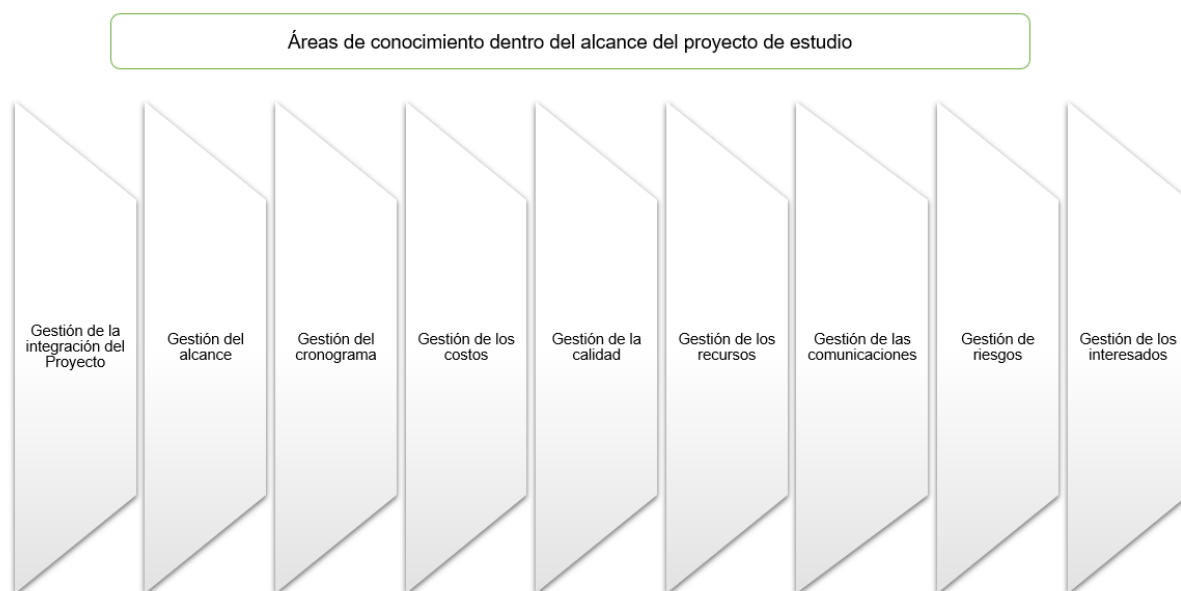 Áreas de conocimiento dentro del alcance del proyecto de estudio
Gestión de la
integración del
Proyecto
Gestión del
alcance
Gestión del
cronograma
Gestión de los
costos
Gestión de la
calidad
Gestión de los
recursos
Gestión de las
comunicaciones
Gestión de
riesgos
Gestión de los
interesados